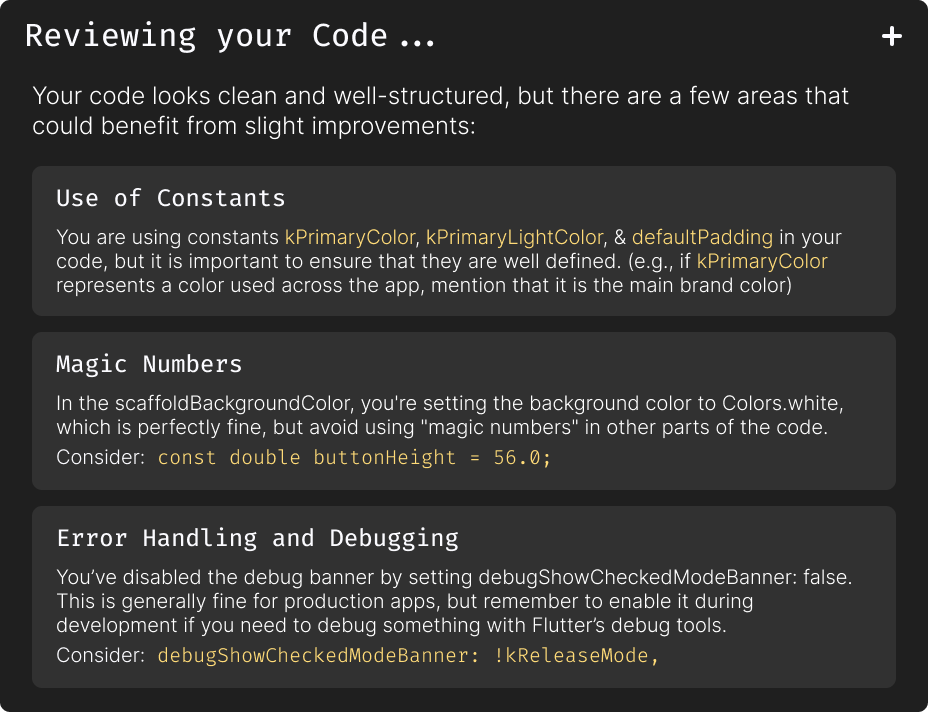 Reviewing your Code...
Your code looks clean and well-structured, but there are a few areas that
could benefit from slight improvements:
Use of Constants
You are using constants kPrimaryColor, kPrimaryLightColor, & defaultPadding in your
code, but it is important to ensure that they are well defined. (e.g., if kPrimaryColor
represents a color used across the app, mention that it is the main brand color)
Magic Numbers
In the scaffoldBackgroundColor, you're setting the background color to Colors.white,
which is perfectly fine, but avoid using "magic numbers" in other parts of the code.
Consider: const double buttonHeight = 56.0;
Error Handling and Debugging
You’ve disabled the debug banner by setting debugShowCheckedModeBanner: false.
This is generally fine for production apps, but remember to enable it during
development if you need to debug something with Flutter’s debug tools.
Consider: debugShowCheckedModeBanner: !kReleaseMode,